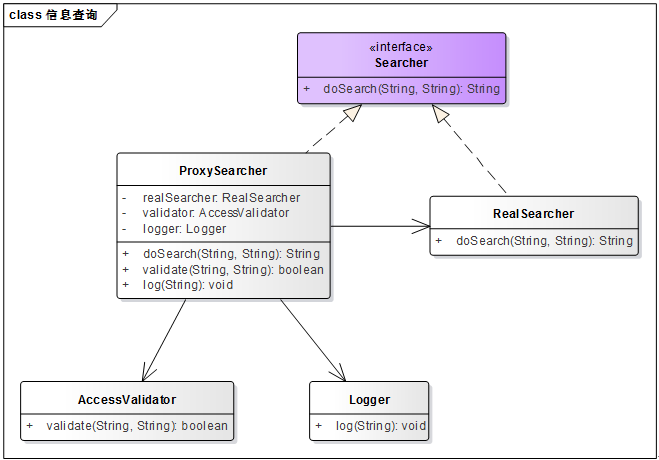 class 信息查询
«interface»
Searcher
+ doSearch(String, String): String
ProxySearcher
- realSearcher: RealSearcher
- validator: AccessValidator
- logger: Logger
+ doSearch(String, String): String
+ validate(String, String): boolean
+ log(String): void
RealSearcher
+ doSearch(String, String): String
AccessValidator
+ validate(String, String): boolean
Logger
+ log(String): void